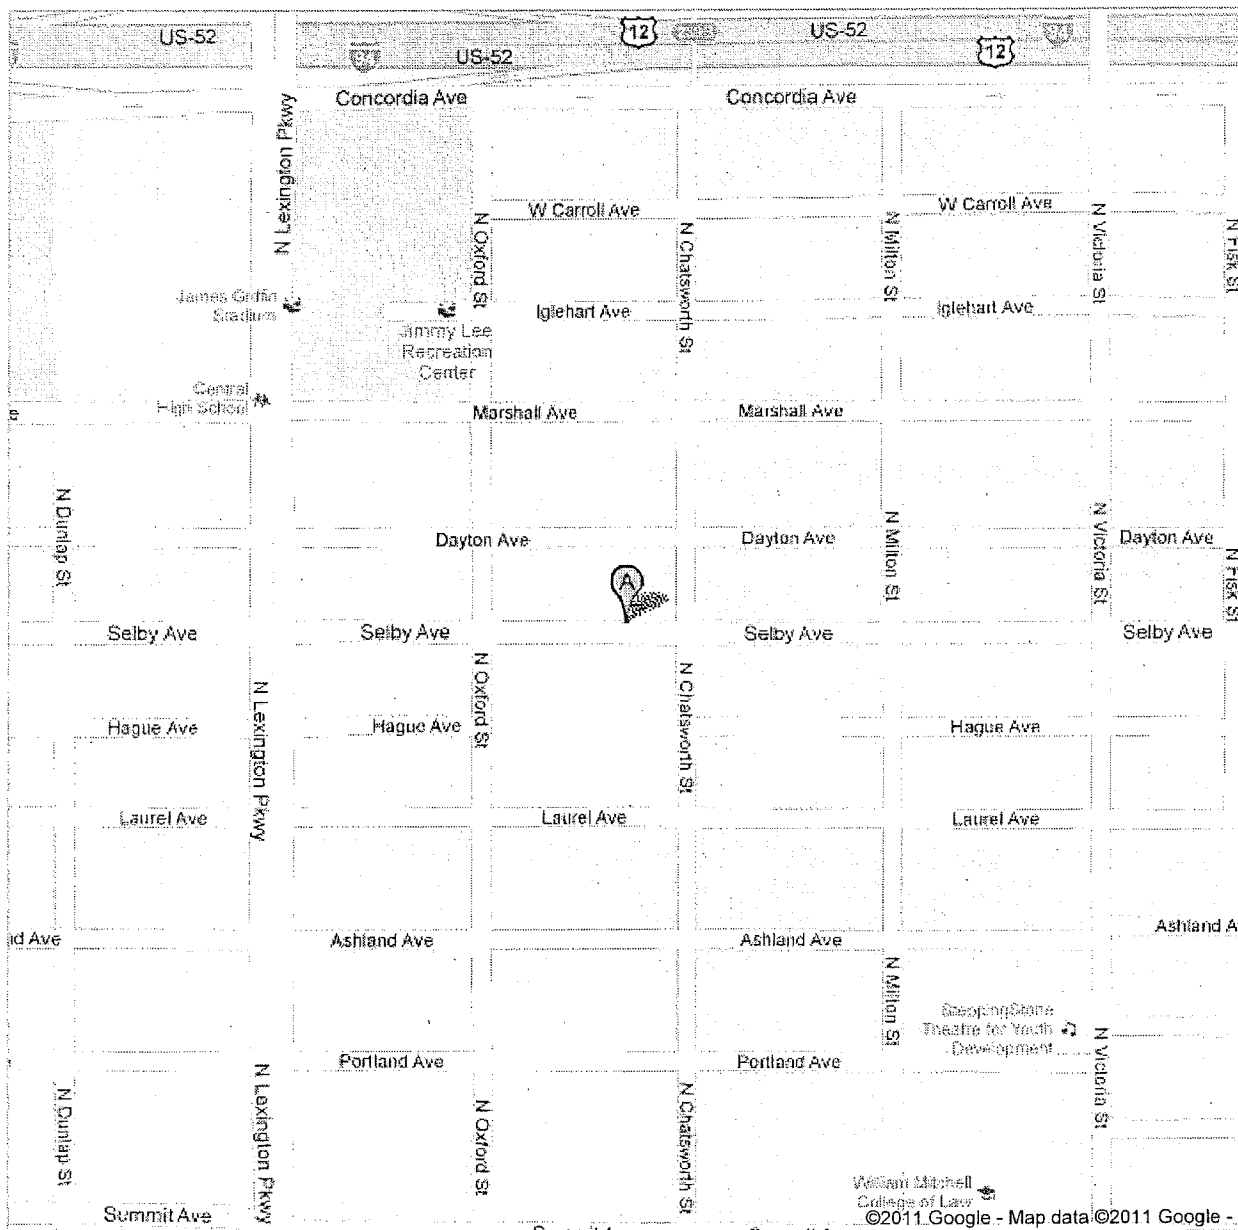 US-52
12
US-52
US-52
12
Concordia Ave
Concordia Ave
N Lexington Pkwy
W Carroll Ave
W Carroll Ave
N Oxford St
N Chatsworth St
N Milton St
N Victoria St
N Fisk St
James Griffin
Stadium
Jimmy Lee
Recreation
Center
Iglehart Ave
Iglehart Ave
Central
High School
e
Marshall Ave
Marshall Ave
N Dunlap St
Dayton Ave
Dayton Ave
N Milton St
N Victoria St
Dayton Ave
N Fisk St
A
Selby Ave
Selby Ave
Selby Ave
Selby Ave
N Lexington Pkwy
N Oxford St
N Chatsworth St
Hague Ave
Hague Ave
Hague Ave
Laurel Ave
Laurel Ave
Laurel Ave
d Ave
Ashland Ave
Ashland Ave
Ashland A
N Milton St
SteppingStone
Theatre for Youth
Development
N Victoria St
Portland Ave
Portland Ave
N Dunlap St
N Lexington Pkwy
N Oxford St
N Chatsworth St
William Mitchell
College of Law
Summit Ave
©2011 Google - Map data ©2011 Google -